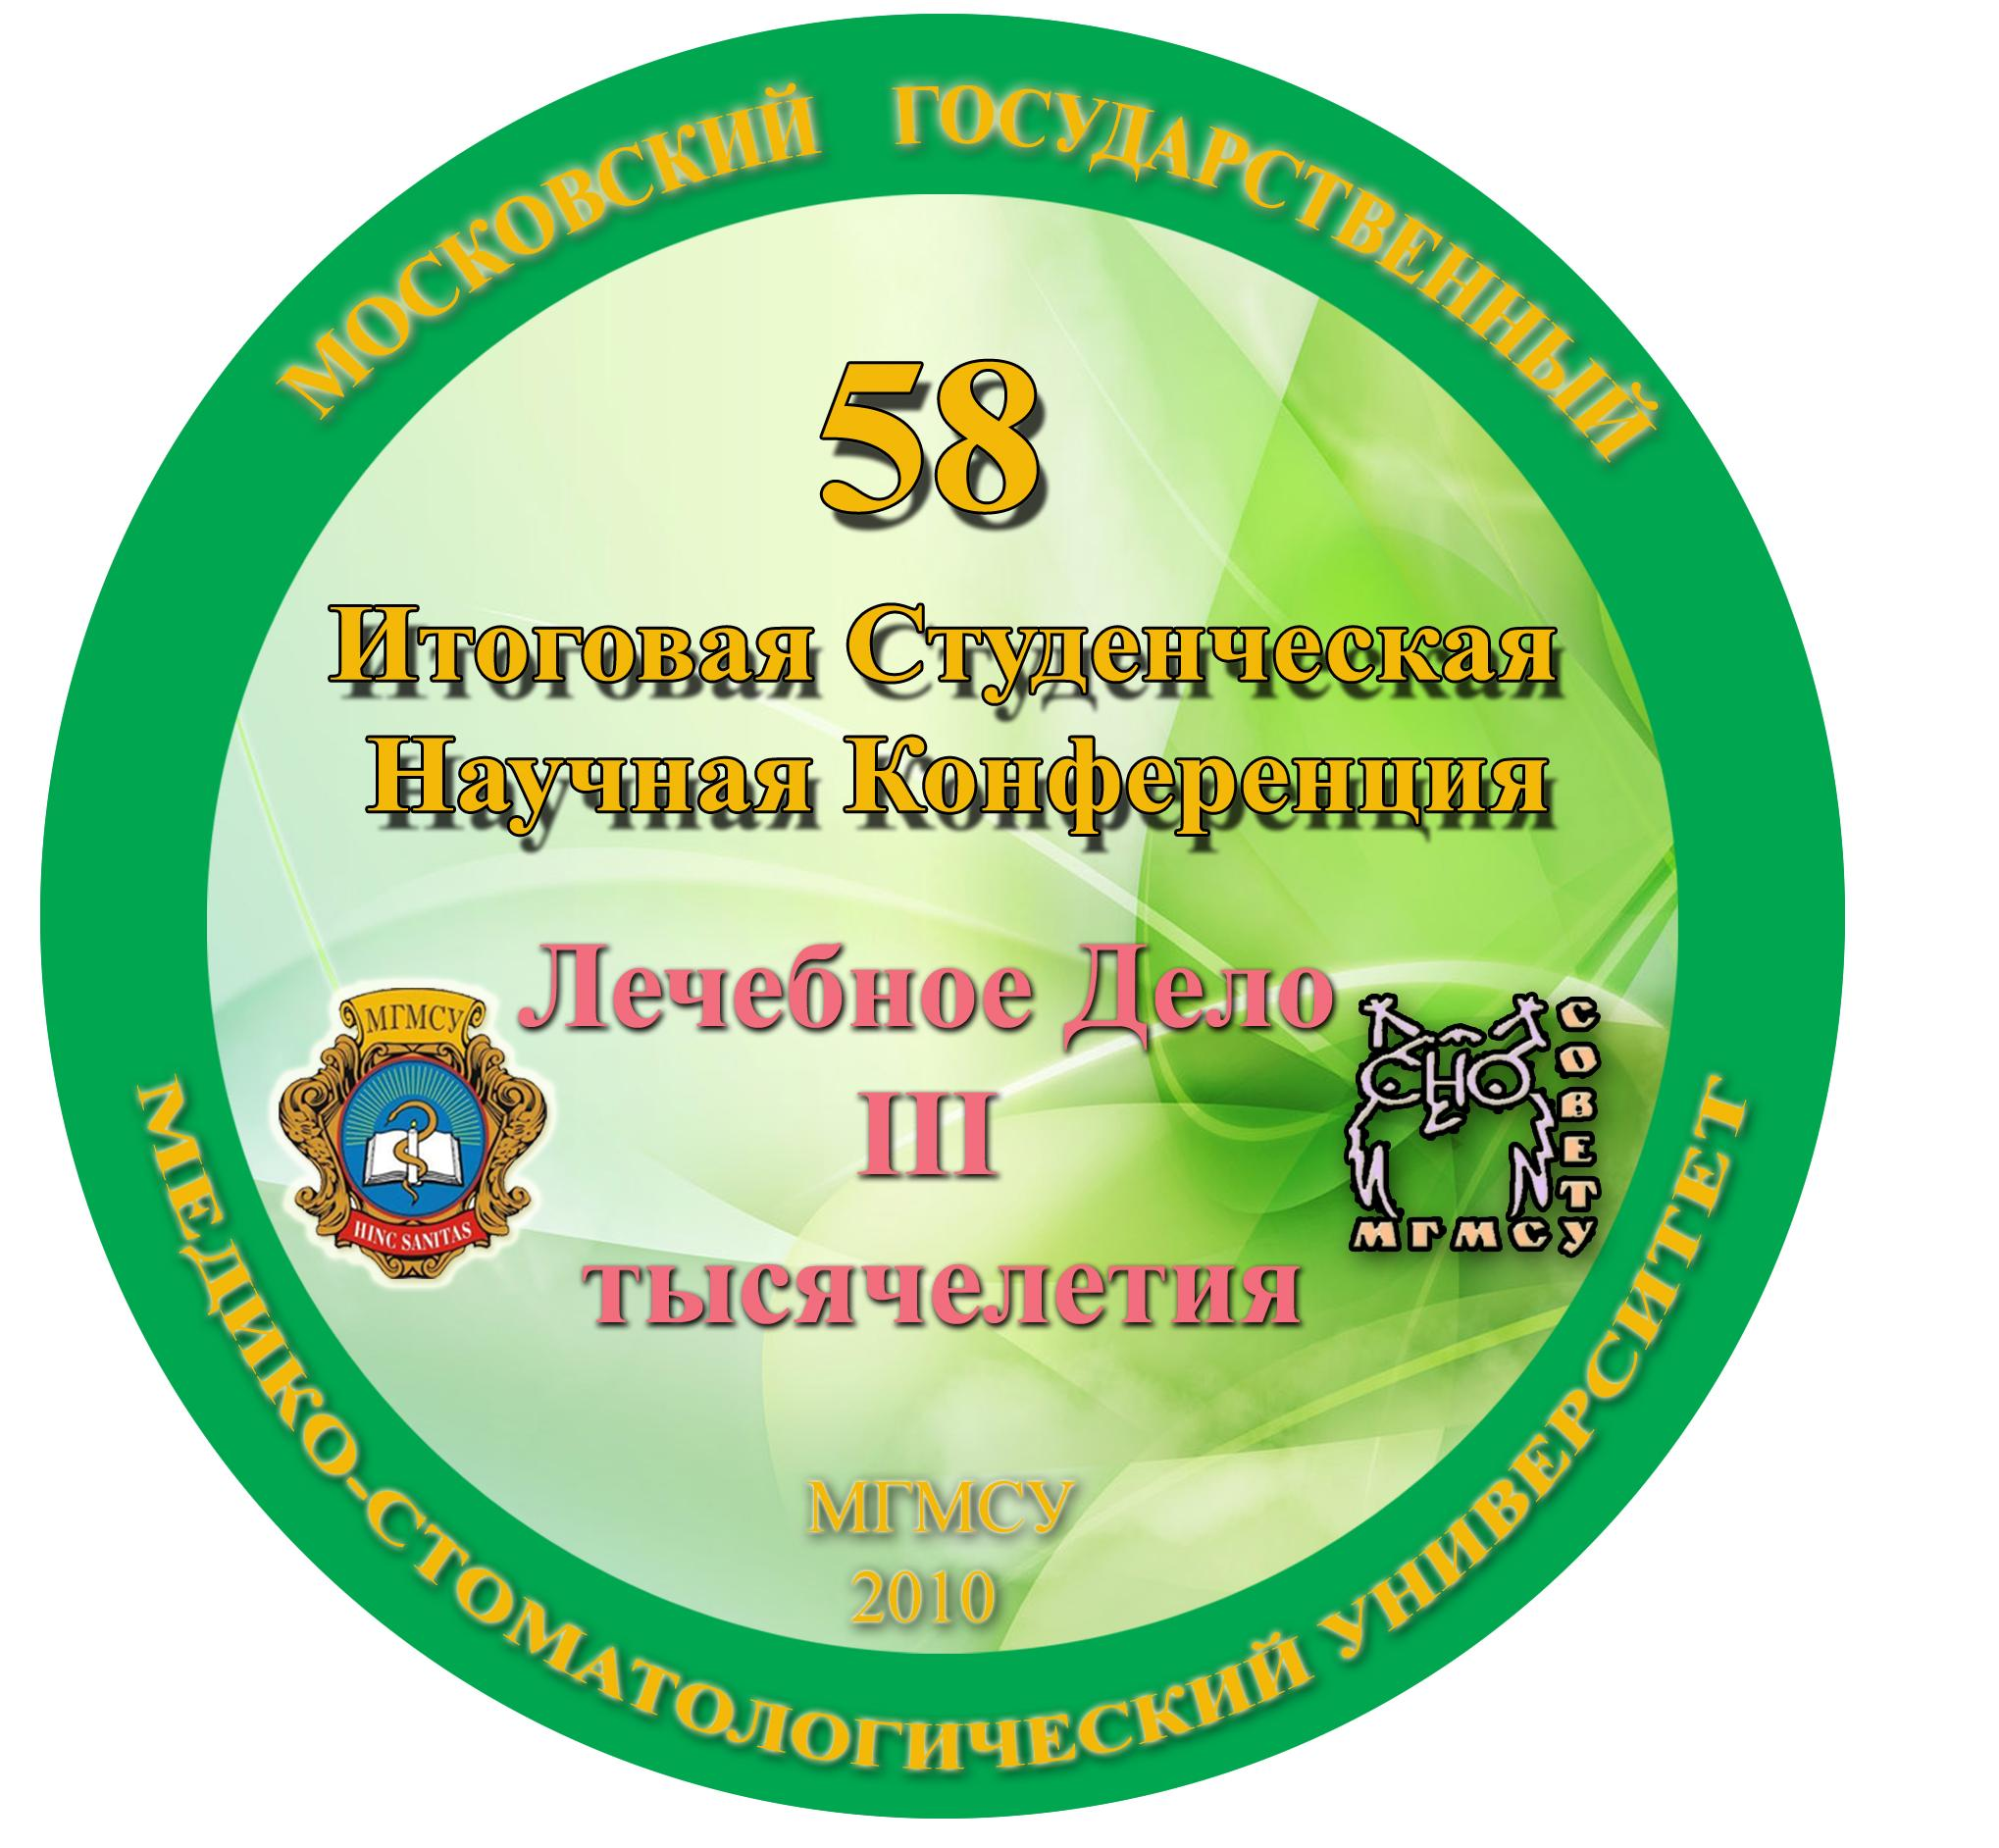 МОСКОВСКИЙ ГОСУДАРСТВЕННЫЙ
58
Итоговая Студенческая
Научная Конференция
Лечебное Дело
III
тысячелетия
МГМСУ
HINC SANITAS
СНО
СОВЕТ
МГМСУ
МГМСУ
2010
МЕДИКО-СТОМАТОЛОГИЧЕСКИЙ УНИВЕРСИТЕТ